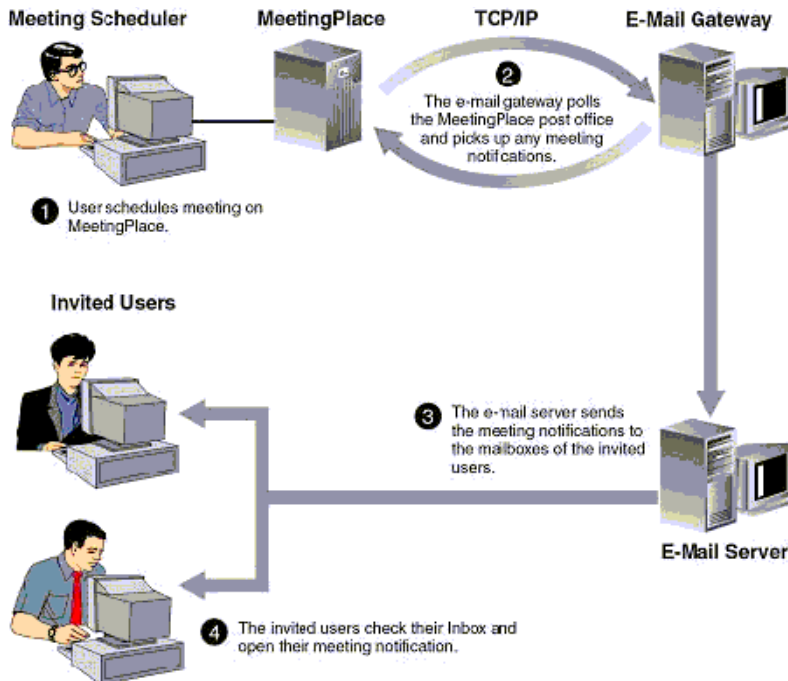 Meeting Scheduler
MeetingPlace
TCP/IP
E-Mail Gateway
2
The e-mail gateway polls
the MeetingPlace post office
and picks up any meeting
notifcations.
1 User schedules meeting on
MeetingPlace.
Invited Users
3 The e-mail server sends
the meeting notifications to
the mailboxes of the invited
users.
E-Mail Server
4 The invited users check their Inbox and
open their meeting notification.